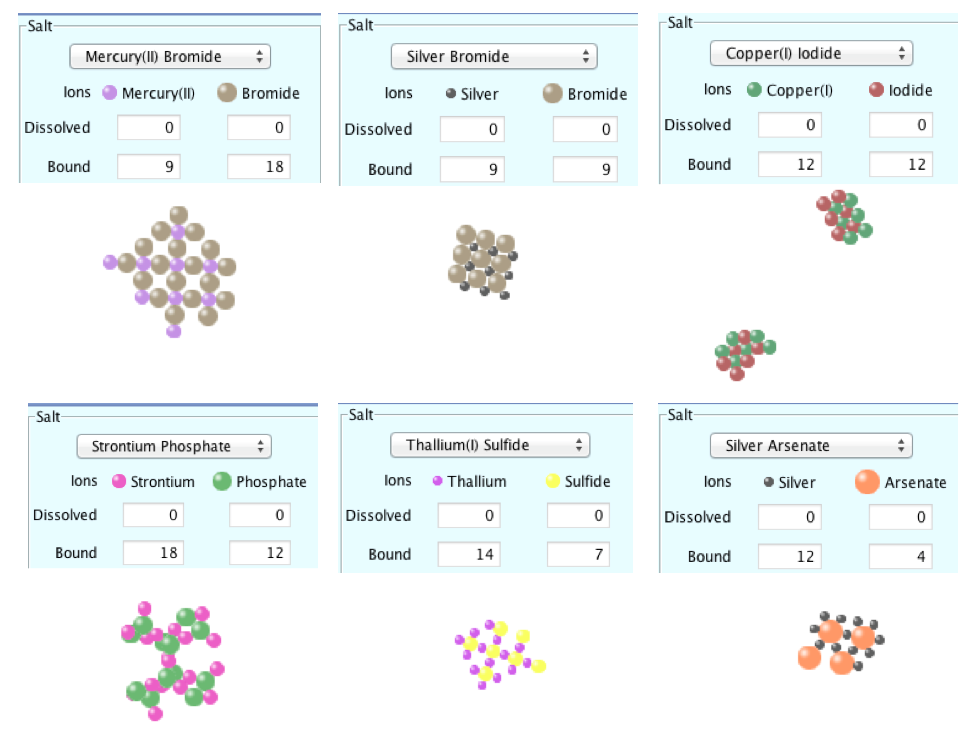 Salt
Mercury(II) Bromide
Ions Mercury(II) Bromide
Dissolved 0 0
Bound 9 18
Salt
Silver Bromide
Ions Silver Bromide
Dissolved 0 0
Bound 9 9
Salt
Copper(I) Iodide
Ions Copper(I) Iodide
Dissolved 0 0
Bound 12 12
Salt
Strontium Phosphate
Ions Strontium Phosphate
Dissolved 0 0
Bound 18 12
Salt
Thallium(I) Sulfide
Ions Thallium Sulfide
Dissolved 0 0
Bound 14 7
Salt
Silver Arsenate
Ions Silver Arsenate
Dissolved 0 0
Bound 12 4